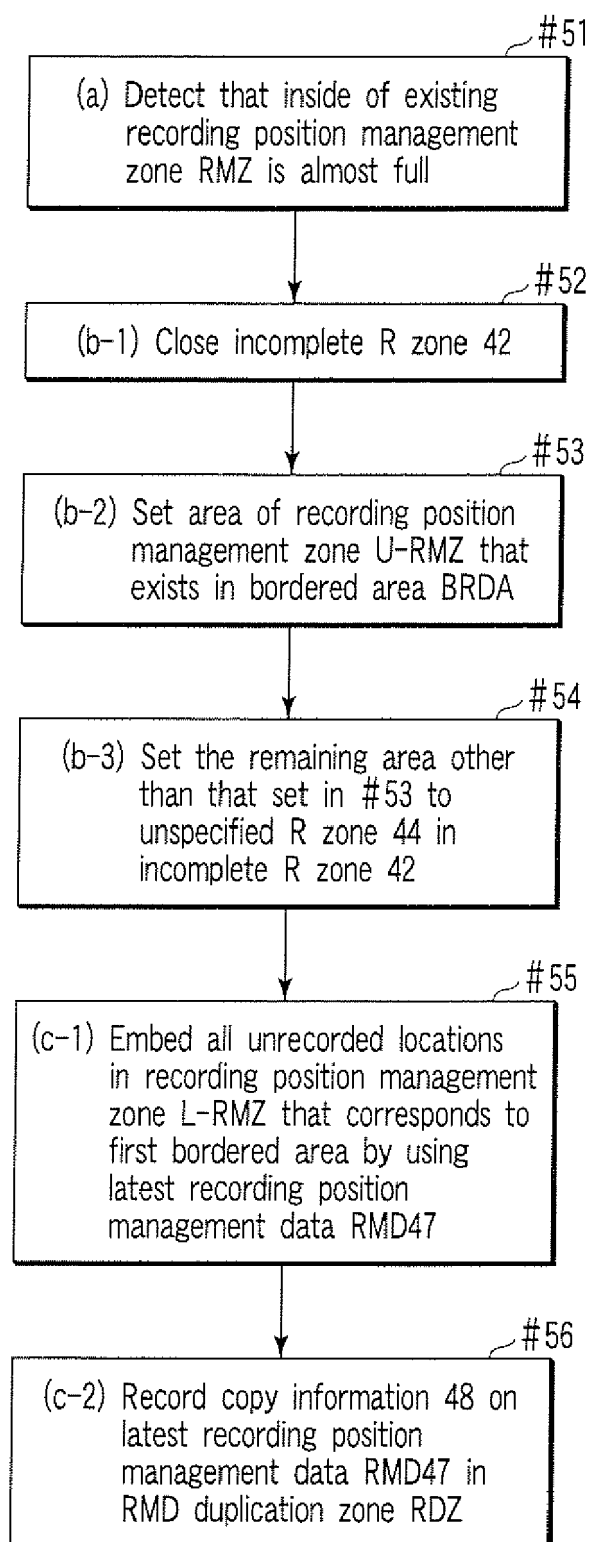 #51
(a) Detect that inside of existing
recording position management
zone RMZ is almost full
#52
(b-1) Close incomplete R zone 42
#53
(b-2) Set area of recording position
management zone U-RMZ that
exists in bordered area BRDA
#54
(b-3) Set the remaining area other
than that set in #53 to
unspecified R zone 44 in
incomplete R zone 42
#55
(c-1) Embed all unrecorded locations
in recording position management
zone L-RMZ that corresponds to
first bordered area by using
latest recording position
management data RMD47
#56
(c-2) Record copy information 48 on
latest recording position
management data RMD47 in
RMD duplication zone RDZ